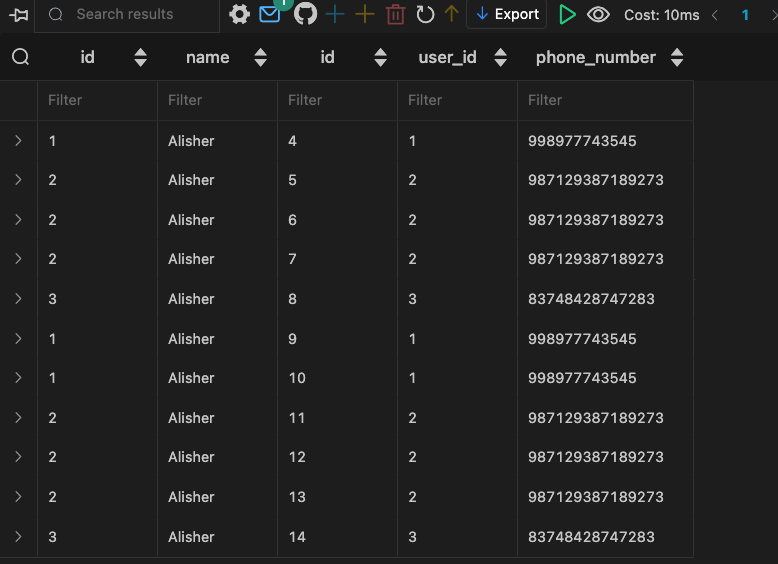 Search results 1 Export Cost: 10ms 1
id name id user_id phone_number
Filter Filter Filter Filter Filter
1 Alisher 4 1 998977743545
2 Alisher 5 2 987129387189273
2 Alisher 6 2 987129387189273
2 Alisher 7 2 987129387189273
3 Alisher 8 3 83748428747283
1 Alisher 9 1 998977743545
1 Alisher 10 1 998977743545
2 Alisher 11 2 987129387189273
2 Alisher 12 2 987129387189273
2 Alisher 13 2 987129387189273
3 Alisher 14 3 83748428747283